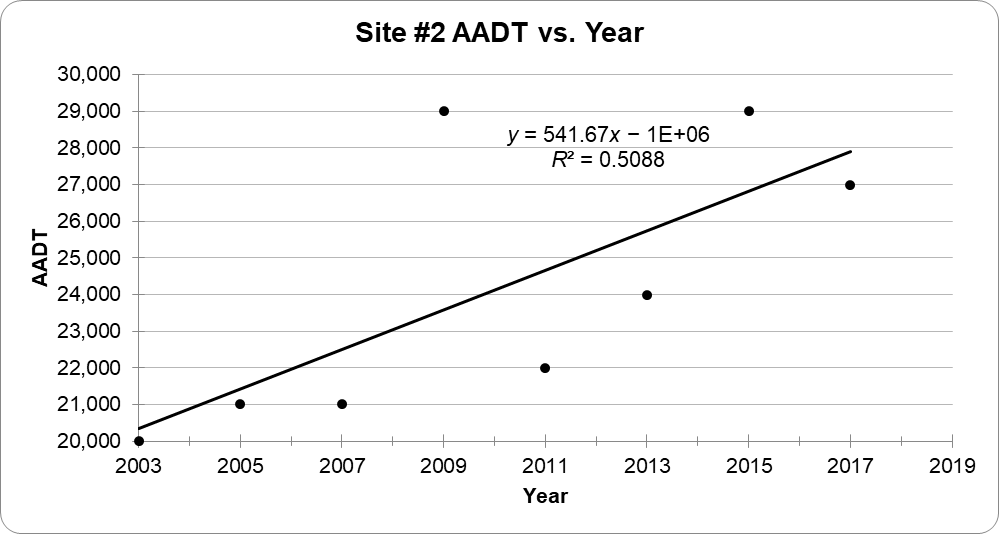 Site #2 AADT vs. Year
30,000
29,000
28,000
27,000
26,000
25,000
24,000
23,000
22,000
21,000
20,000
AADT
y = 541.67x − 1E+06
R² = 0.5088
2003 2005 2007 2009 2011 2013 2015 2017 2019
Year